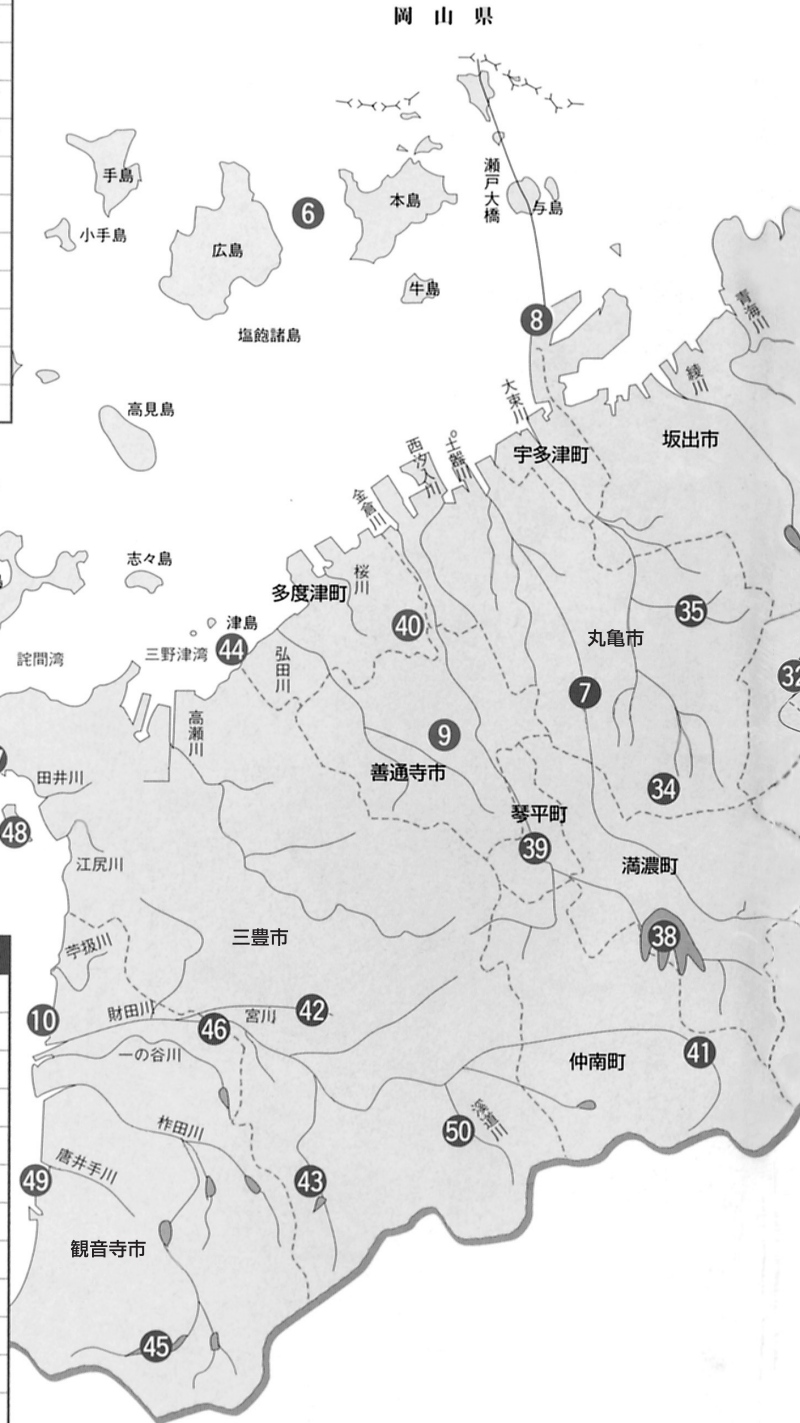 岡山県
手島
小手島
広島
6
本島
瀬戸大橋
与島
牛島
塩飽諸島
8
青海川
綾川
高見島
大束川
坂出市
宇多津町
西汐入川
土器川
金倉川
志々島
桜川
多度津町
津島
40
35
丸亀市
詫間湾
三野津湾
44
弘田川
32
7
高瀬川
9
善通寺市
田井川
34
48
琴平町
39
江尻川
満濃町
三豊市
38
苧扱川
10
財田川
46
宮川
42
一の谷川
仲南町
41
柞田川
50
渓道川
唐井手川
49
43
観音寺市
45